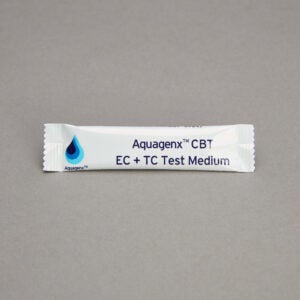 Aquagenx™ CBT
EC + TC Test Medium
Aquagenx™